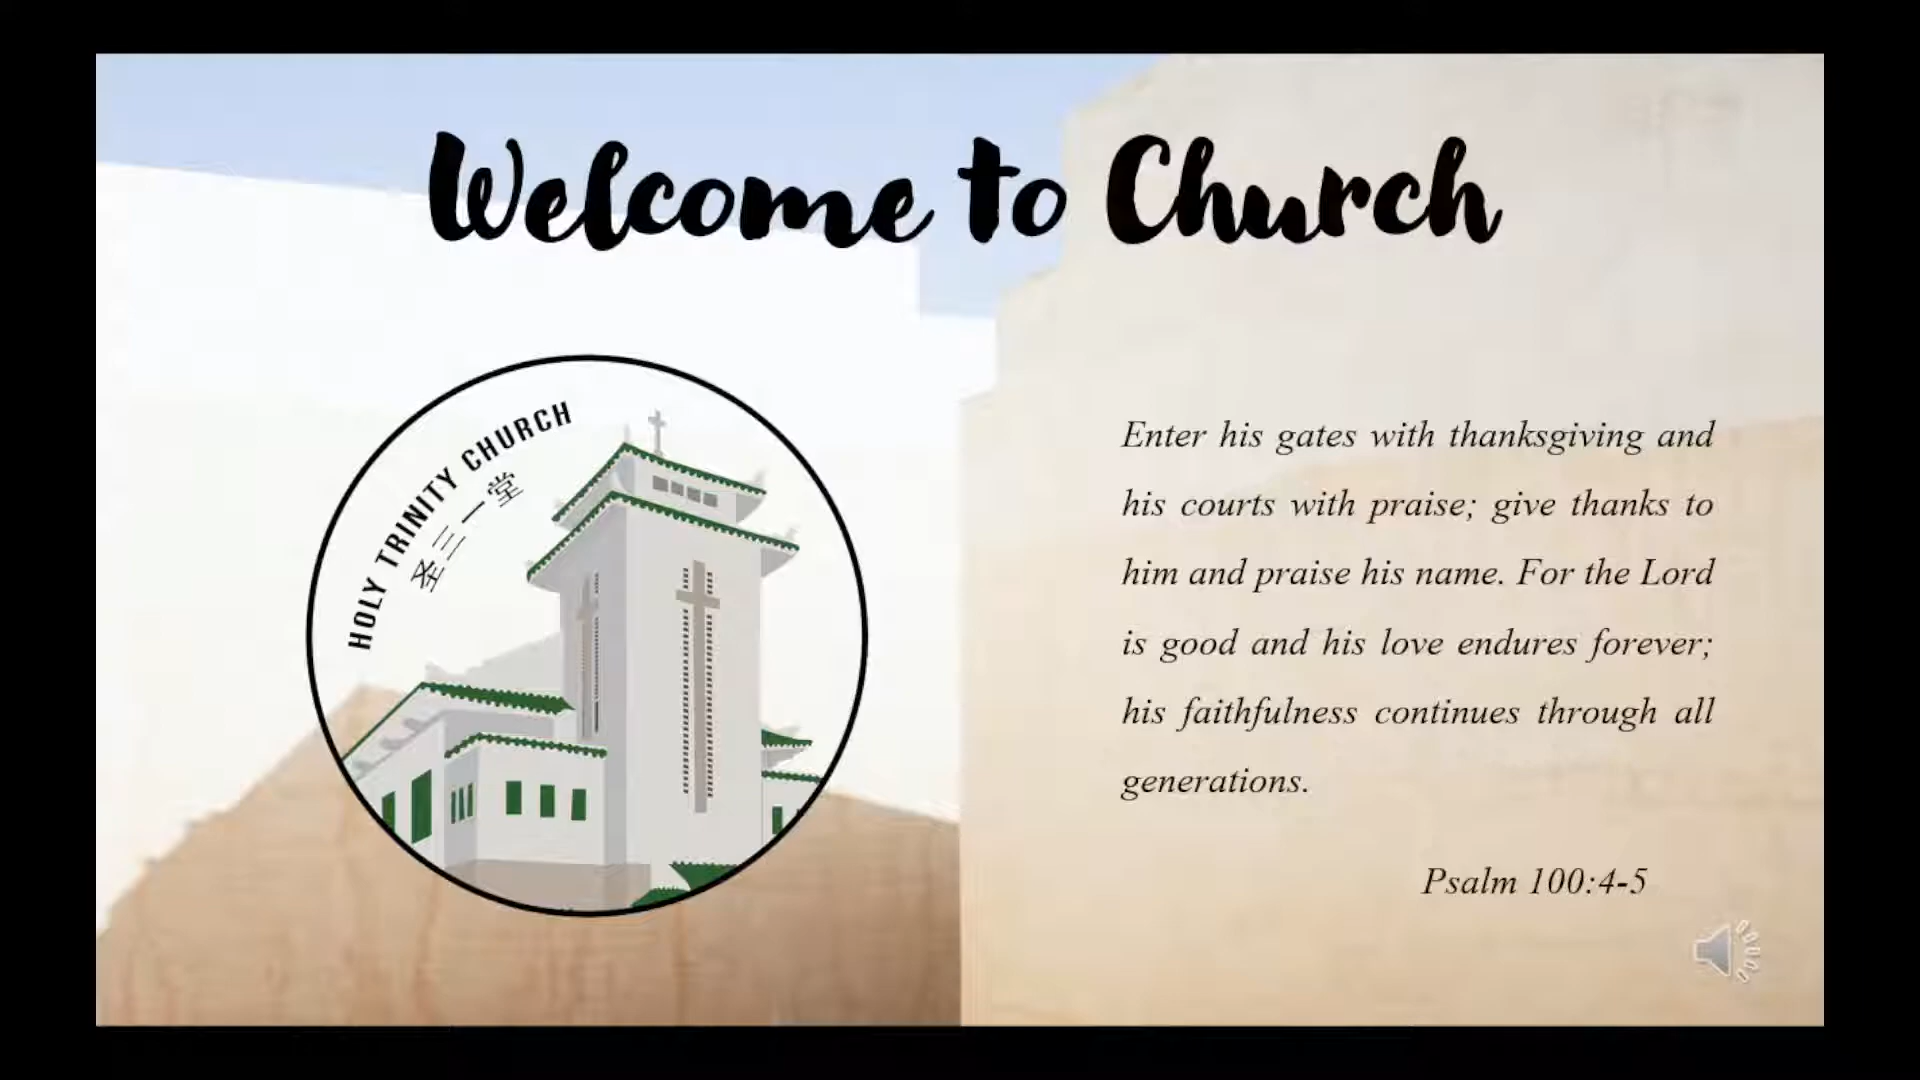 Welcome to Church
HOLY TRINITY CHURCH
圣三一堂
Enter his gates with thanksgiving and
his courts with praise; give thanks to
him and praise his name. For the Lord
is good and his love endures forever;
his faithfulness continues through all
generations.
Psalm 100:4-5